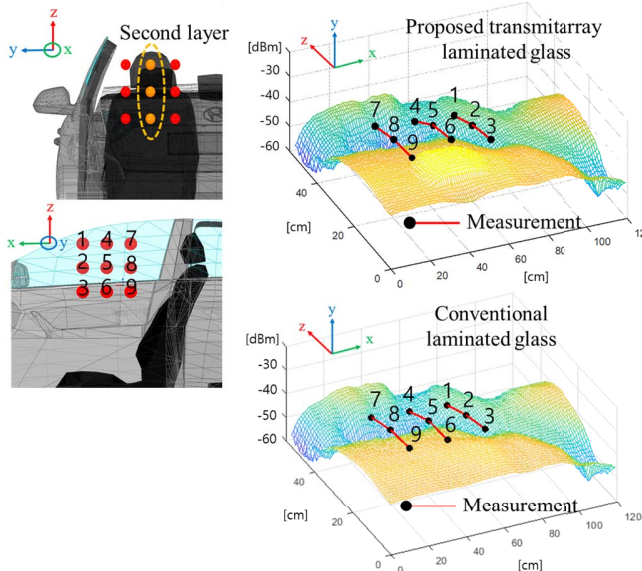 z
y
x
Second layer
z
x
y
1 4 7
2 5 8
3 6 9
Proposed transmitarray
laminated glass
[dBm]
-30
-40
-50
-60
z
y
x
1
2
3
4
5
6
7
8
9
Measurement
40
20
0
[cm]
0
20
40
60
80
100
120
[cm]
Conventional
laminated glass
[dBm]
-30
-40
-50
-60
z
y
x
1
2
3
4
5
6
7
8
9
Measurement
40
20
0
[cm]
0
20
40
60
80
100
120
[cm]